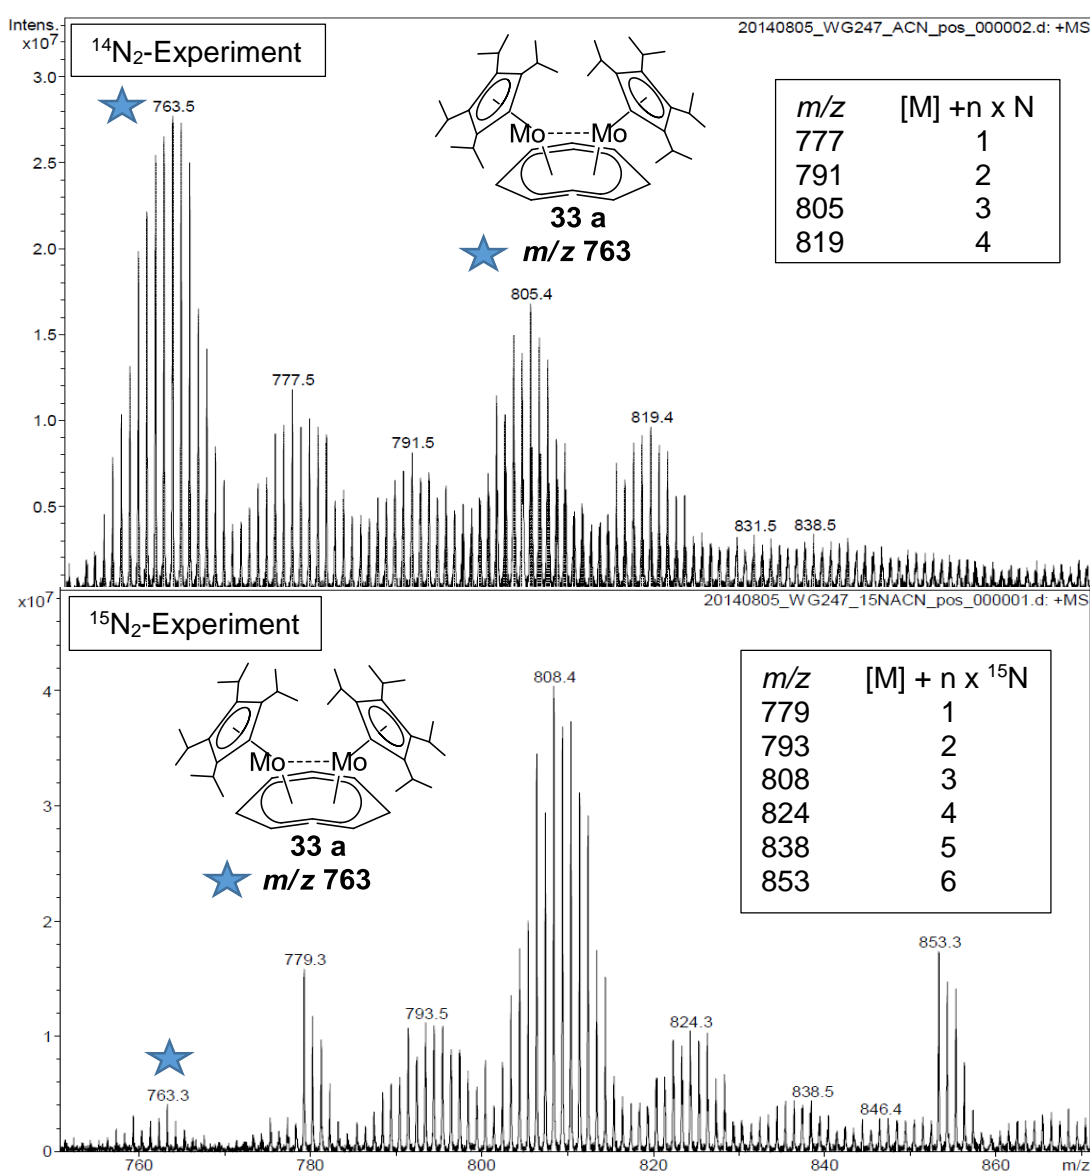 Intens.
x10⁷
20140805_WG247_ACN_pos_000002.d: +MS
¹⁴N₂-Experiment
3.0
2.5
2.0
1.5
1.0
0.5
763.5
777.5
791.5
805.4
819.4
831.5
838.5
Mo Mo
33 a
m/z 763
m/z [M] +n x N
777 1
791 2
805 3
819 4
x10⁷
20140805_WG247_15NACN_pos_000001.d: +MS
¹⁵N₂-Experiment
4
3
2
1
0
Mo Mo
33 a
m/z 763
m/z [M] + n x ¹⁵N
779 1
793 2
808 3
824 4
838 5
853 6
763.3
779.3
793.5
808.4
824.3
838.5
846.4
853.3
760 780 800 820 840 860 m/z